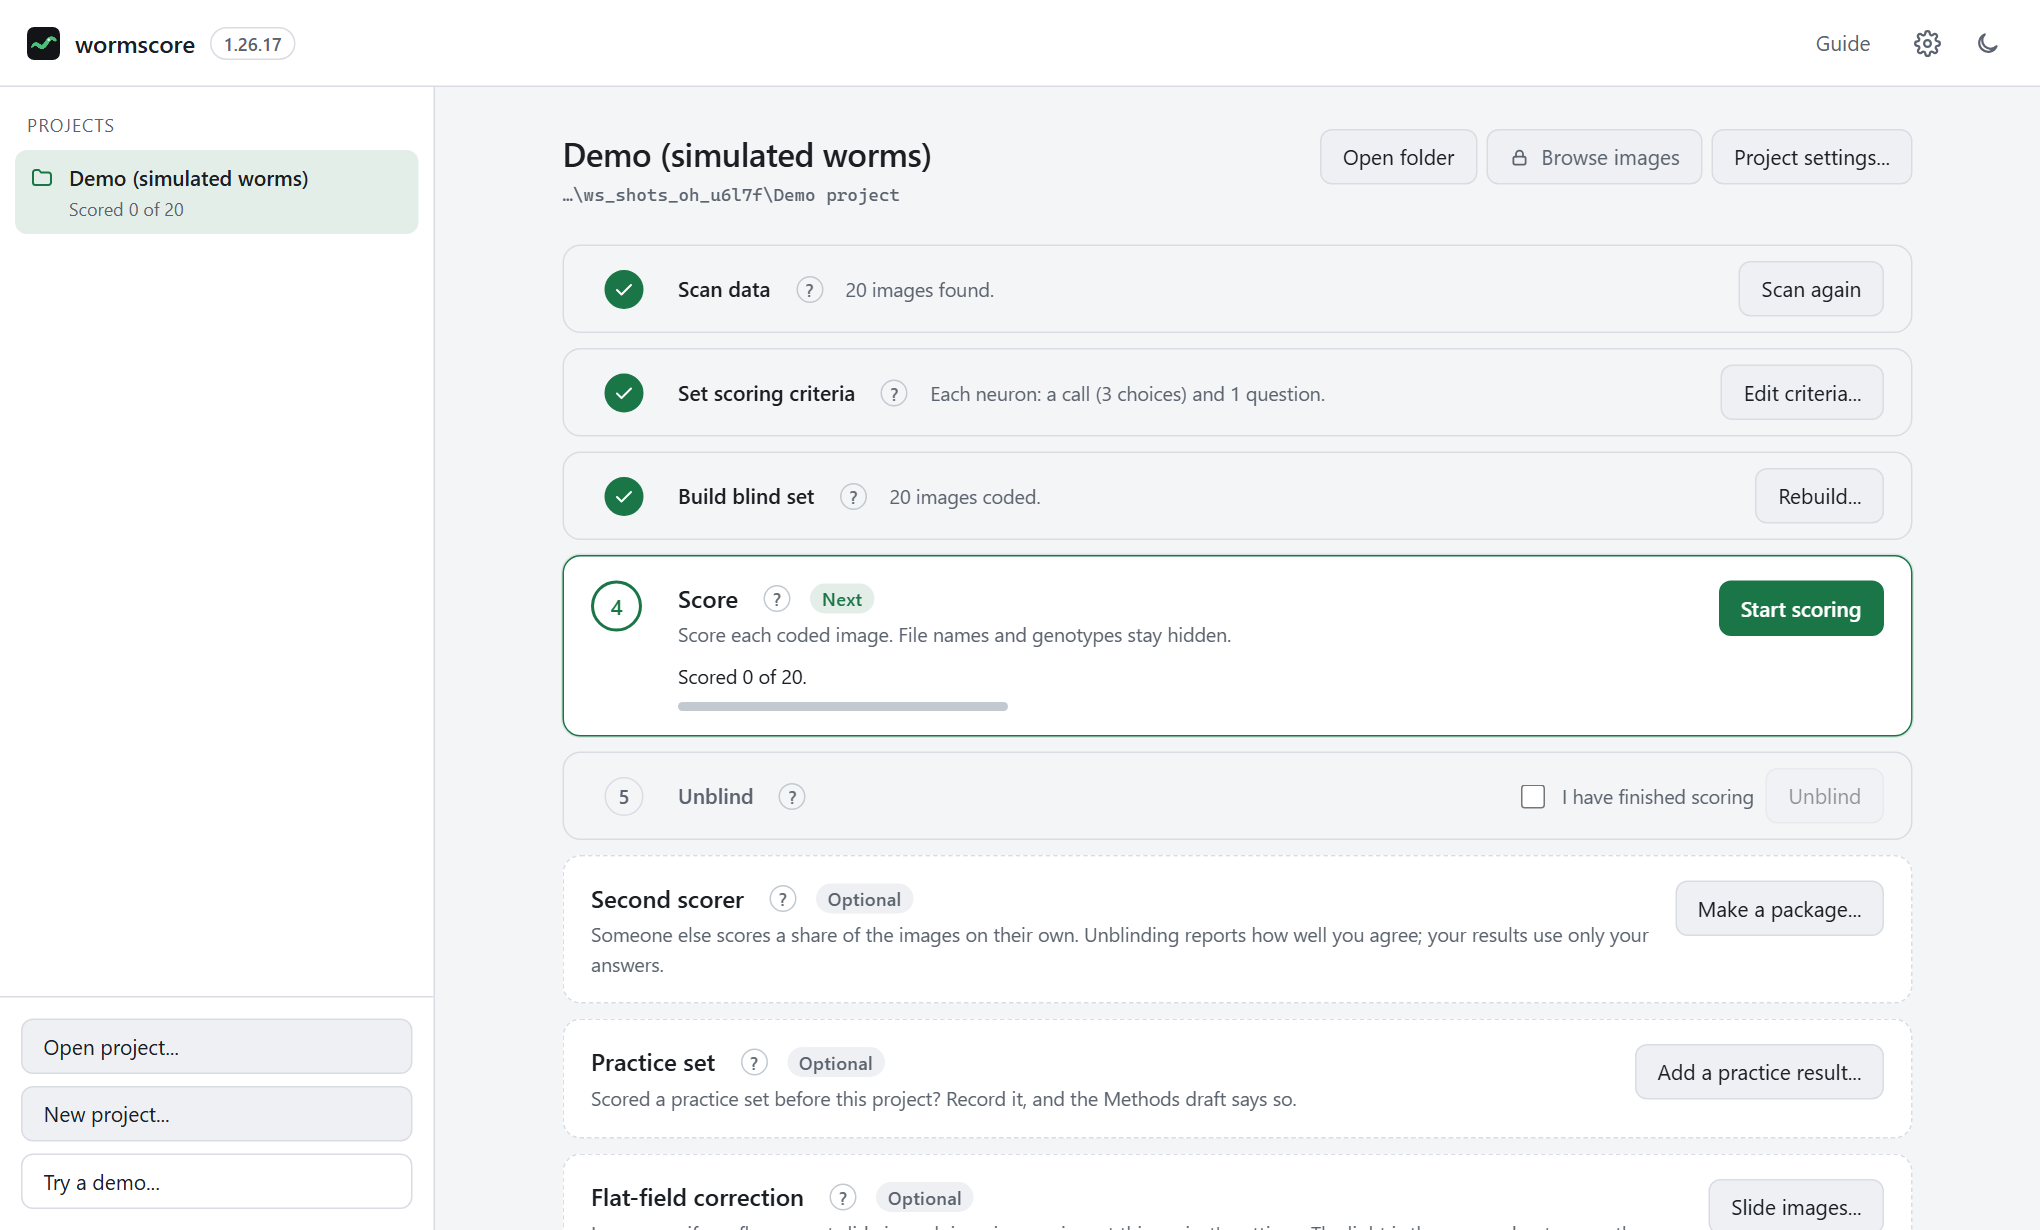 wormscore 1.26.17
Guide
PROJECTS
Demo (simulated worms)
Scored 0 of 20
Open project...
New project...
Try a demo...
Demo (simulated worms)
…\ws_shots_oh_u6l7f\Demo project
Open folder
Browse images
Project settings...
Scan data ? 20 images found.
Scan again
Set scoring criteria ? Each neuron: a call (3 choices) and 1 question.
Edit criteria...
Build blind set ? 20 images coded.
Rebuild...
4 Score ? Next
Score each coded image. File names and genotypes stay hidden.
Scored 0 of 20.
Start scoring
5 Unblind ?
I have finished scoring
Unblind
Second scorer ? Optional
Someone else scores a share of the images on their own. Unblinding reports how well you agree; your results use only your
answers.
Make a package...
Practice set ? Optional
Scored a practice set before this project? Record it, and the Methods draft says so.
Add a practice result...
Flat-field correction ? Optional
Slide images...